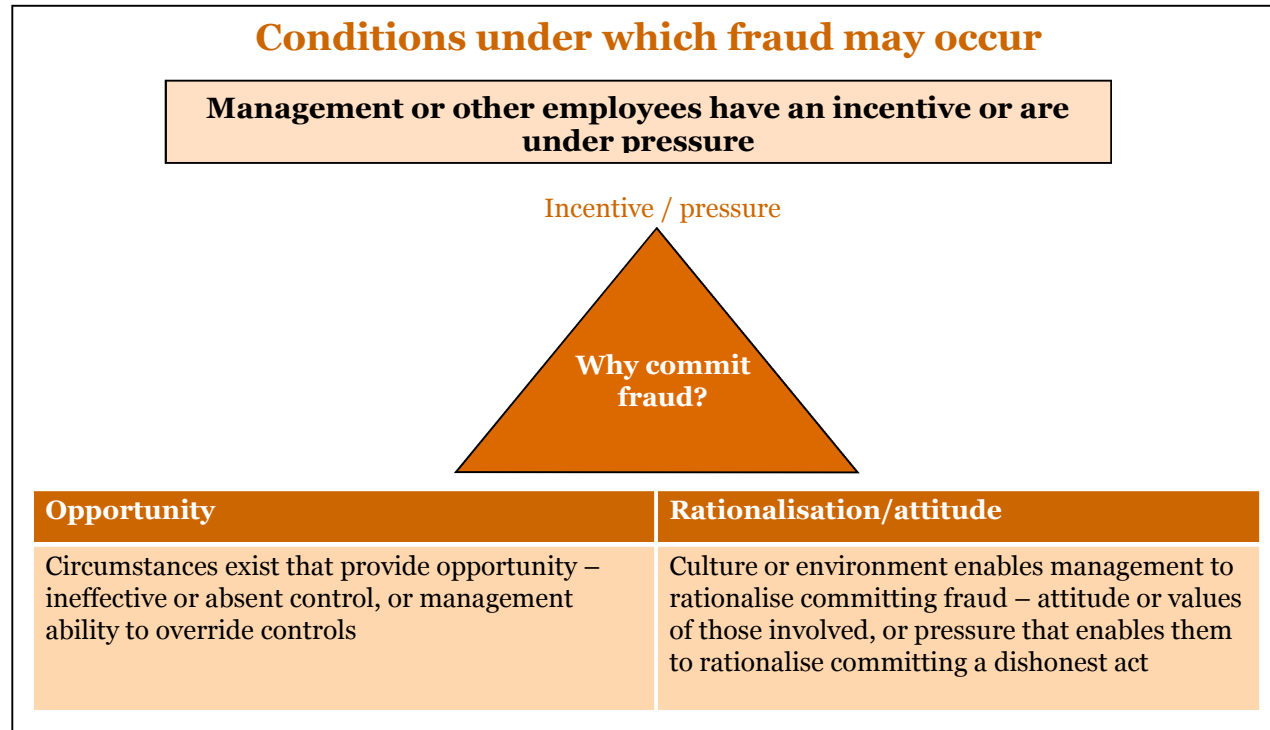 Conditions under which fraud may occur
Management or other employees have an incentive or are
under pressure
Incentive / pressure
Why commit
fraud?
Opportunity
Rationalisation/attitude
Circumstances exist that provide opportunity –
ineffective or absent control, or management
ability to override controls
Culture or environment enables management to
rationalise committing fraud – attitude or values
of those involved, or pressure that enables them
to rationalise committing a dishonest act